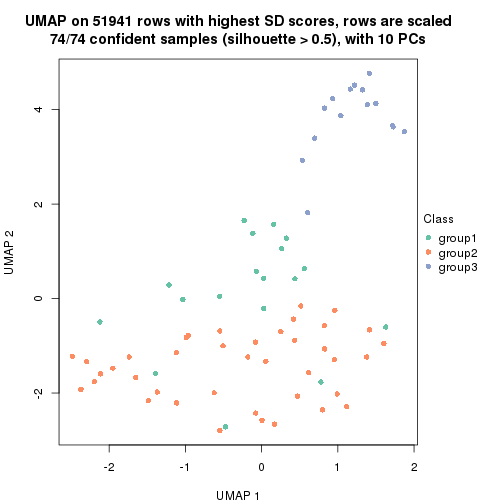 UMAP on 51941 rows with highest SD scores, rows are scaled
74/74 confident samples (silhouette > 0.5), with 10 PCs
4
2
0
-2
UMAP 2
-2
-1
0
1
2
UMAP 1
Class
group1
group2
group3